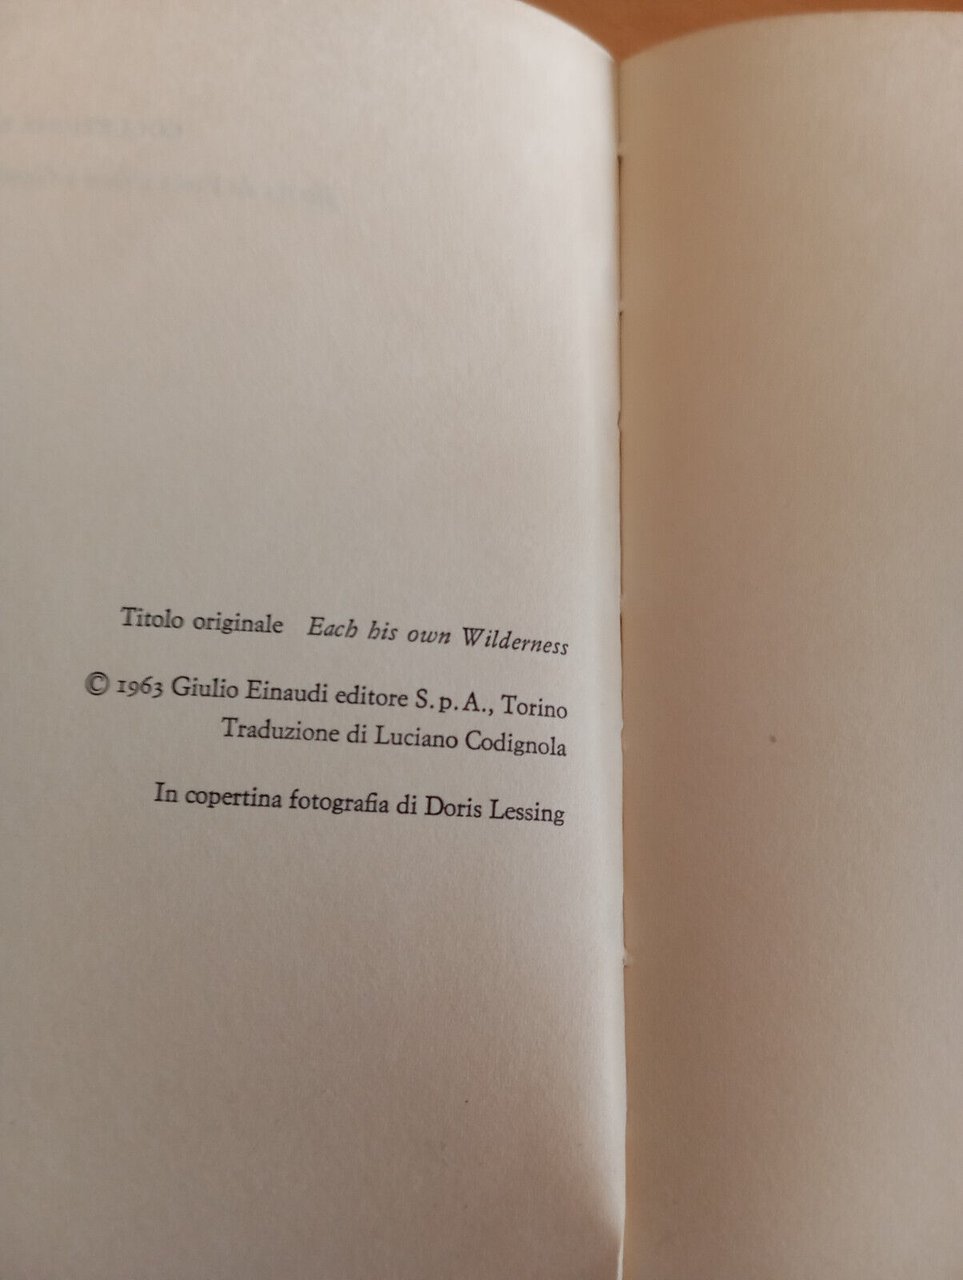 Titolo originale Each his own Wilderness
© 1963 Giulio Einaudi editore S. p. A., Torino
Traduzione di Luciano Codignola
In copertina fotografia di Doris Lessing